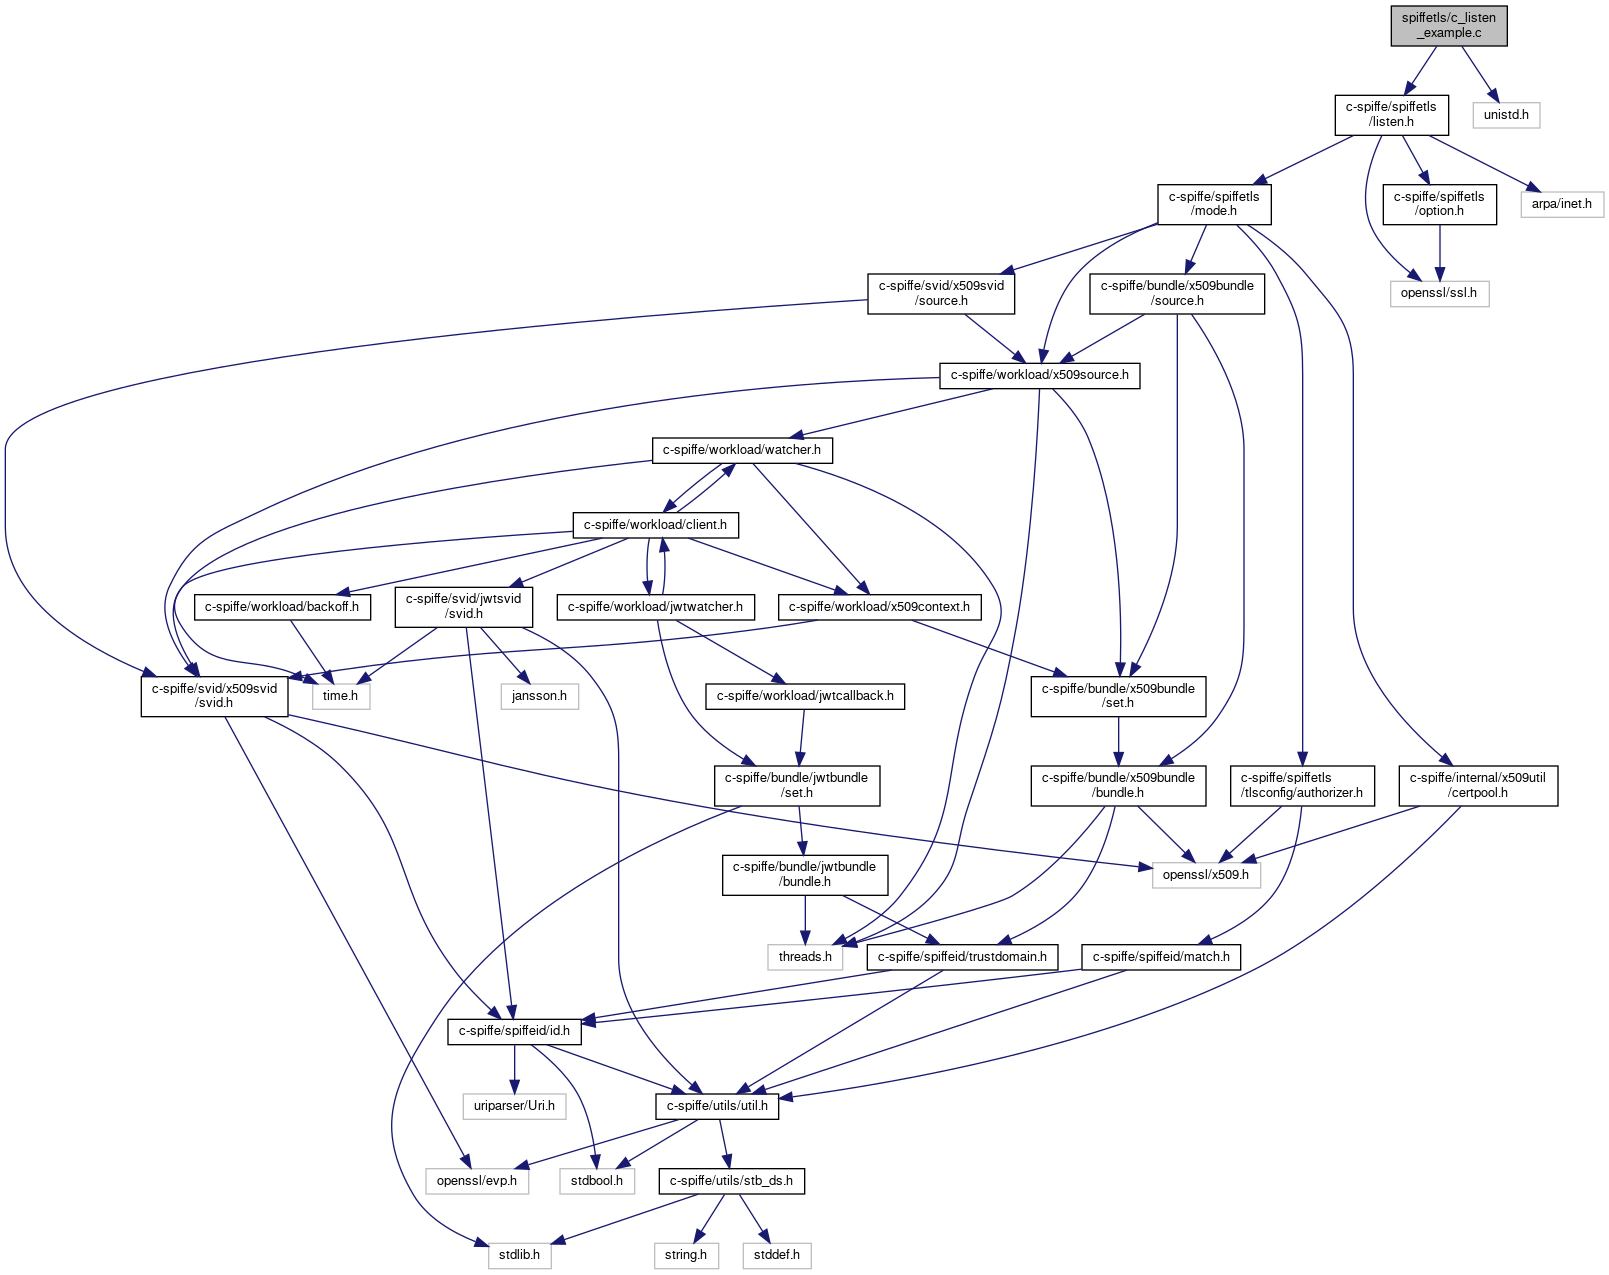 spiffetls/c_listen
_example.c
c-spiffe/spiffetls
/listen.h
unistd.h
c-spiffe/spiffetls
/mode.h
c-spiffe/spiffetls
/option.h
arpa/inet.h
c-spiffe/svid/x509svid
/source.h
c-spiffe/bundle/x509bundle
/source.h
openssl/ssl.h
c-spiffe/workload/x509source.h
c-spiffe/workload/watcher.h
c-spiffe/workload/client.h
c-spiffe/workload/backoff.h
c-spiffe/svid/jwtsvid
/svid.h
c-spiffe/workload/jwtwatcher.h
c-spiffe/workload/x509context.h
c-spiffe/svid/x509svid
/svid.h
time.h
jansson.h
c-spiffe/workload/jwtcallback.h
c-spiffe/bundle/x509bundle
/set.h
c-spiffe/bundle/jwtbundle
/set.h
c-spiffe/bundle/x509bundle
/bundle.h
c-spiffe/spiffetls
/tlsconfig/authorizer.h
c-spiffe/internal/x509util
/certpool.h
c-spiffe/bundle/jwtbundle
/bundle.h
openssl/x509.h
threads.h
c-spiffe/spiffeid/trustdomain.h
c-spiffe/spiffeid/match.h
c-spiffe/spiffeid/id.h
uriparser/Uri.h
c-spiffe/utils/util.h
openssl/evp.h
stdbool.h
c-spiffe/utils/stb_ds.h
stdlib.h
string.h
stddef.h